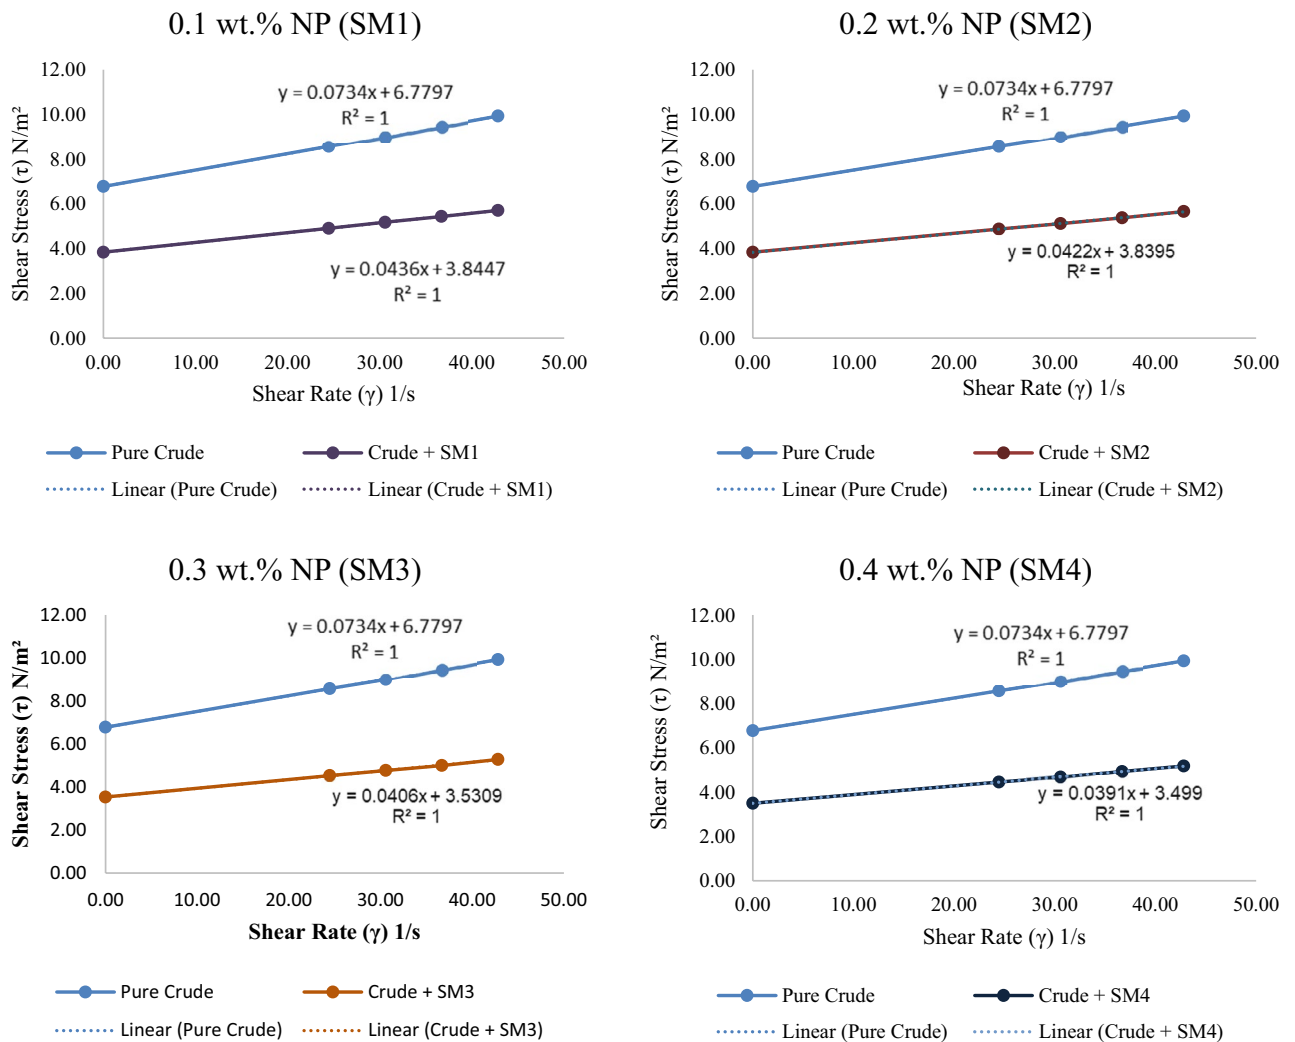 0.1 wt.% NP (SM1)
12.00
10.00
8.00
6.00
4.00
2.00
0.00
Shear Stress (τ) N/m²
y = 0.0734x + 6.7797
R² = 1
y = 0.0436x + 3.8447
R² = 1
0.00 10.00 20.00 30.00 40.00 50.00
Shear Rate (γ) 1/s
Pure Crude
Crude + SM1
Linear (Pure Crude)
Linear (Crude + SM1)
0.2 wt.% NP (SM2)
12.00
10.00
8.00
6.00
4.00
2.00
0.00
Shear Stress (τ) N/m²
y = 0.0734x + 6.7797
R² = 1
y = 0.0422x + 3.8395
R² = 1
0.00 10.00 20.00 30.00 40.00 50.00
Shear Rate (γ) 1/s
Pure Crude
Crude + SM2
Linear (Pure Crude)
Linear (Crude + SM2)
0.3 wt.% NP (SM3)
12.00
10.00
8.00
6.00
4.00
2.00
0.00
Shear Stress (τ) N/m²
y = 0.0734x + 6.7797
R² = 1
y = 0.0406x + 3.5309
R² = 1
0.00 10.00 20.00 30.00 40.00 50.00
Shear Rate (γ) 1/s
Pure Crude
Crude + SM3
Linear (Pure Crude)
Linear (Crude + SM3)
0.4 wt.% NP (SM4)
12.00
10.00
8.00
6.00
4.00
2.00
0.00
Shear Stress (τ) N/m²
y = 0.0734x + 6.7797
R² = 1
y = 0.0391x + 3.499
R² = 1
0.00 10.00 20.00 30.00 40.00 50.00
Shear Rate (γ) 1/s
Pure Crude
Crude + SM4
Linear (Pure Crude)
Linear (Crude + SM4)